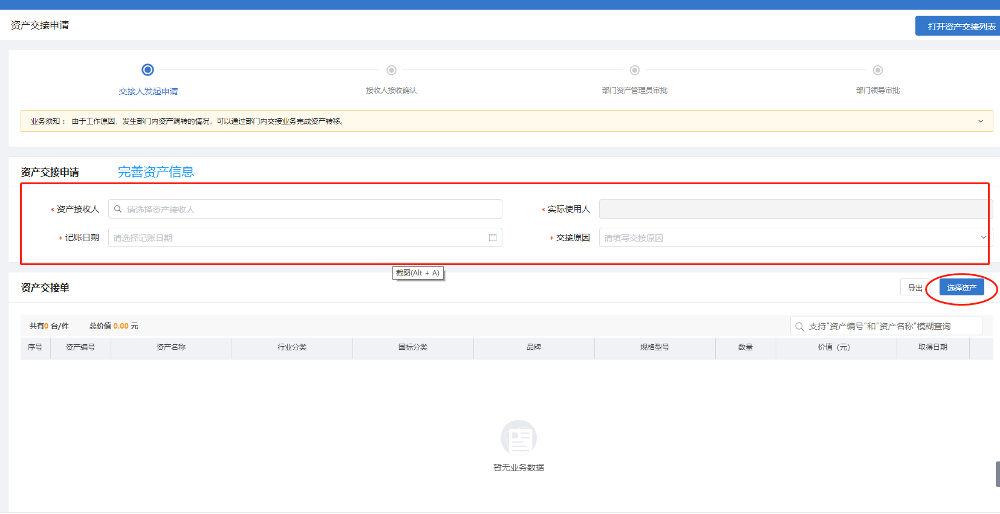 资产交接申请
打开资产交接列表
交接人发起申请
接收人接收确认
部门资产管理员审批
部门领导审批
业务须知： 由于工作原因，发生部门内资产调转的情况，可以通过部门内交接业务完成资产转移。
资产交接申请
完善资产信息
* 资产接收人
请选择资产接收人
* 实际使用人
* 记账日期
请选择记账日期
* 交接原因
请填写交接原因
截图(Alt + A)
资产交接单
导出
选择资产
共有0 台/件
总价值 0.00 元
支持"资产编号"和"资产名称"模糊查询
序号
资产编号
资产名称
行业分类
国标分类
品牌
规格型号
数量
价值（元）
取得日期
暂无业务数据